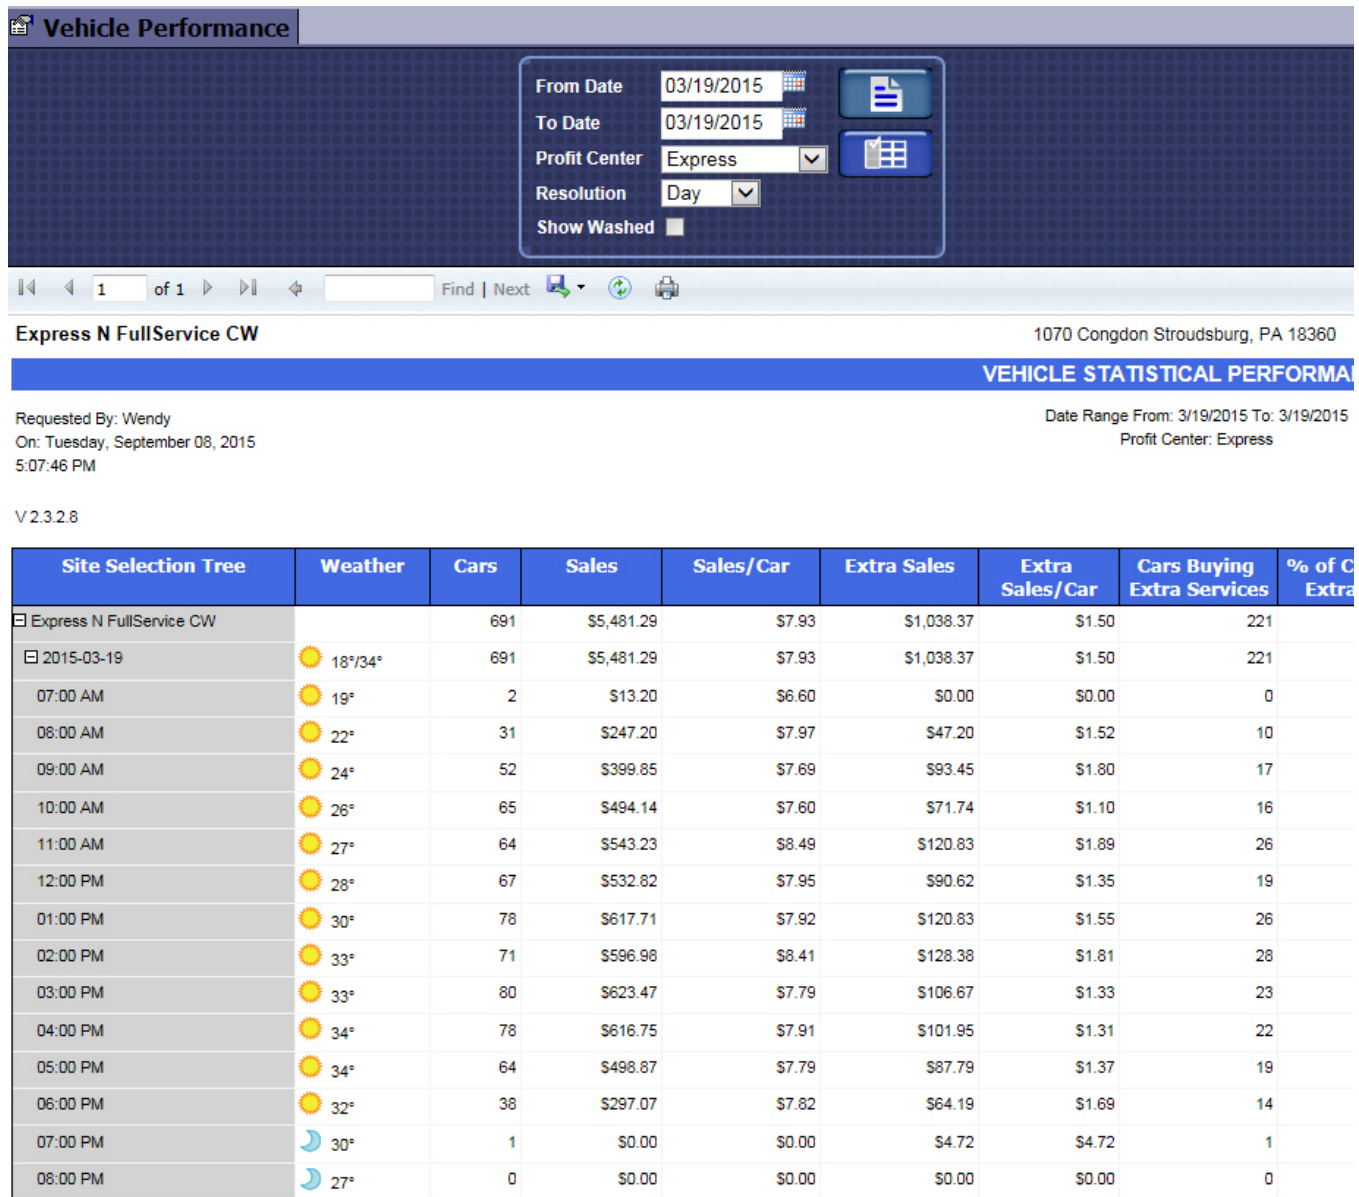 Vehicle Performance
From Date 03/19/2015
To Date 03/19/2015
Profit Center Express
Resolution Day
Show Washed
1 of 1 Find | Next
Express N FullService CW 1070 Congdon Stroudsburg, PA 18360
VEHICLE STATISTICAL PERFORMA
Requested By: Wendy Date Range From: 3/19/2015 To: 3/19/2015
On: Tuesday, September 08, 2015 Profit Center: Express
5:07:46 PM
V 2.3.2.8
Site Selection Tree Weather Cars Sales Sales/Car Extra Sales Extra Sales/Car Cars Buying Extra Services % of C Extra
Express N FullService CW 691 $5,481.29 $7.93 $1,038.37 $1.50 221
2015-03-19 18°/34° 691 $5,481.29 $7.93 $1,038.37 $1.50 221
07:00 AM 19° 2 $13.20 $6.60 $0.00 $0.00 0
08:00 AM 22° 31 $247.20 $7.97 $47.20 $1.52 10
09:00 AM 24° 52 $399.85 $7.69 $93.45 $1.80 17
10:00 AM 26° 65 $494.14 $7.60 $71.74 $1.10 16
11:00 AM 27° 64 $543.23 $8.49 $120.83 $1.89 26
12:00 PM 28° 67 $532.82 $7.95 $90.62 $1.35 19
01:00 PM 30° 78 $617.71 $7.92 $120.83 $1.55 26
02:00 PM 33° 71 $596.98 $8.41 $128.38 $1.81 28
03:00 PM 33° 80 $623.47 $7.79 $106.67 $1.33 23
04:00 PM 34° 78 $616.75 $7.91 $101.95 $1.31 22
05:00 PM 34° 64 $498.87 $7.79 $87.79 $1.37 19
06:00 PM 32° 38 $297.07 $7.82 $64.19 $1.69 14
07:00 PM 30° 1 $0.00 $0.00 $4.72 $4.72 1
08:00 PM 27° 0 $0.00 $0.00 $0.00 $0.00 0